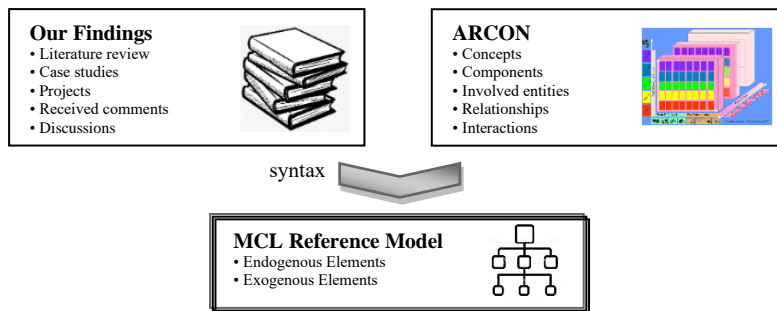 Our Findings
• Literature review
• Case studies
• Projects
• Received comments
• Discussions
ARCON
• Concepts
• Components
• Involved entities
• Relationships
• Interactions
syntax
MCL Reference Model
• Endogenous Elements
• Exogenous Elements